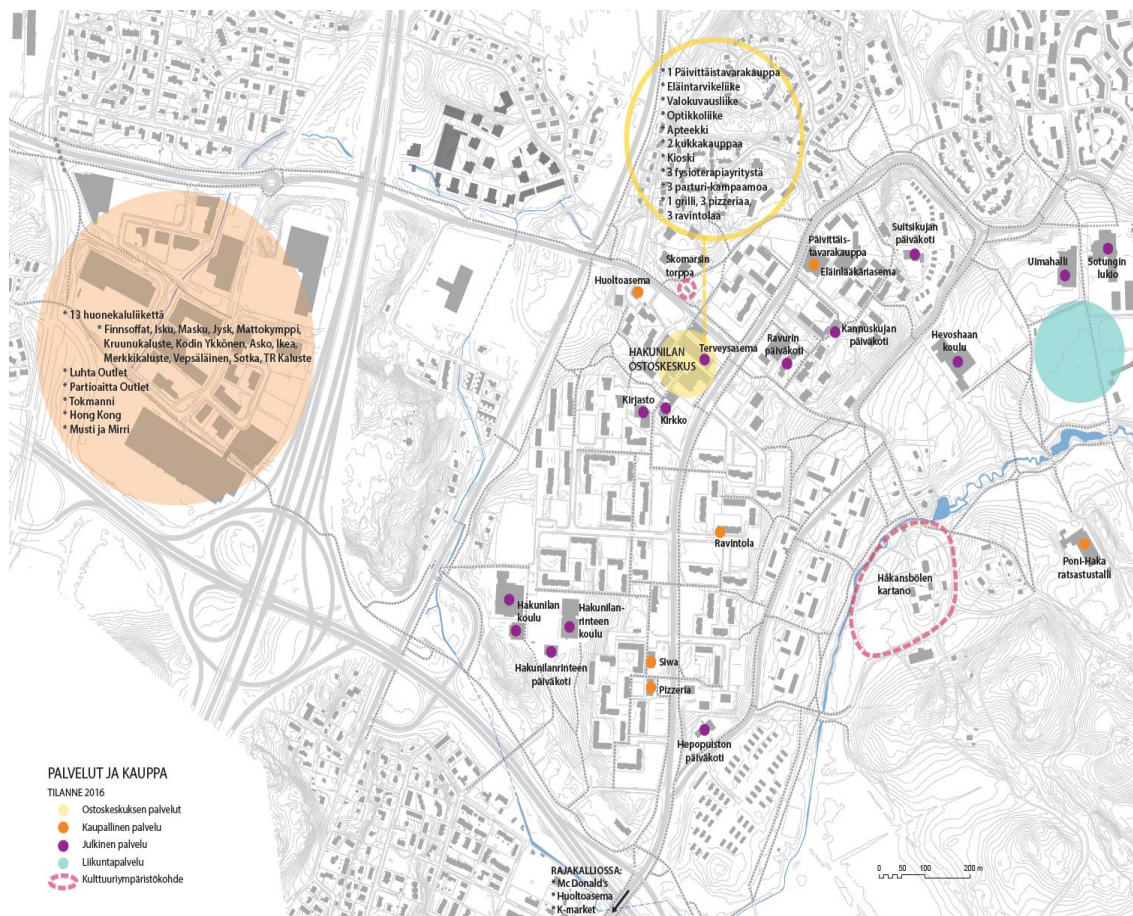 * 1 Päivittäistavarakauppa
* Eläintarvikeliike
* Valokuvausliike
* Optikkoliike
* Apteekki
* 2 kukkakauppaa
* Kioski
* 3 fysioterapiayritystä
* 3 parturi-kampaamoa
* 1 grilli, 3 pizzeriaa,
3 ravintolaa
Skomarsin
torppa
Huoltoasema
Päivittäis-
tavarakauppa
Eläinlääkäriasema
Suitsikujan
päiväkoti
Uimahalli
Sotungin
lukio
* 13 huonekaluliikettä
* Finnsoffat, Isku, Masku, Jysk, Mattokymppi,
Kruunukaluste, Kodin Ykkönen, Asko, Ikea,
Merkkikaluste, Vepsäläinen, Sotka, TR Kaluste
* Luhta Outlet
* Partioaitta Outlet
* Tokmanni
* Hong Kong
* Musti ja Mirri
HAKUNILAN
OSTOSKESKUS
Terveysasema
Ravurin
päiväkoti
Kannuskujan
päiväkoti
Hevoshaan
koulu
Kirjasto
Kirkko
Ravintola
Håkansbölen
kartano
Poni-Haka
ratsastustalli
Hakunilan
koulu
Hakunilan-
rinteen
koulu
Hakunilanrinteen
päiväkoti
Siwa
Pizzeria
Hepopuiston
päiväkoti
PALVELUT JA KAUPPA
TILANNE 2016
Ostoskeskuksen palvelut
Kaupallinen palvelu
Julkinen palvelu
Liikuntapalvelu
Kulttuuriympäristökohde
RAJAKALLIOSSA:
* Mc Donald's
* Huoltoasema
* K-market
0 50 100 200 m